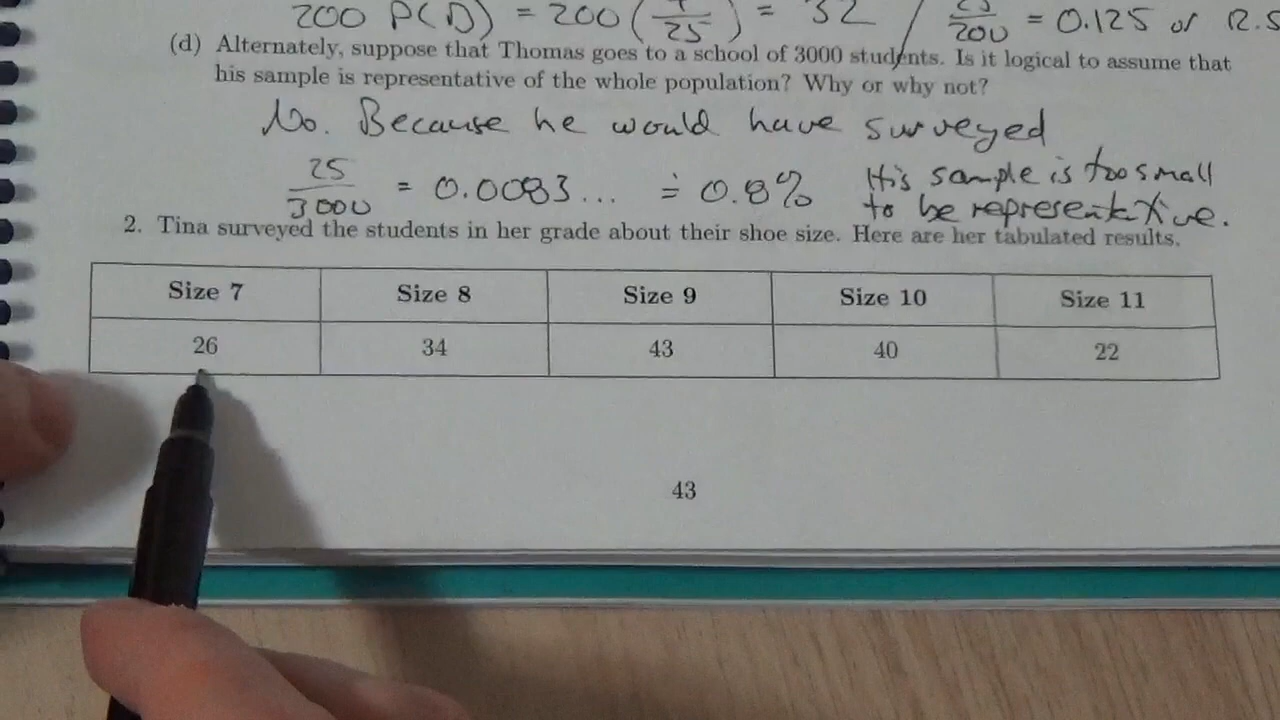 200 P(D) = 200 ( /25 ) = 32 / /200 = 0.125 or 12.5
(d) Alternately, suppose that Thomas goes to a school of 3000 students. Is it logical to assume that
his sample is representative of the whole population? Why or why not?
No. Because he would have surveyed
25/3000 = 0.0083... ≐ 0.8% His sample is too small
to be representative.
2. Tina surveyed the students in her grade about their shoe size. Here are her tabulated results.
Size 7 Size 8 Size 9 Size 10 Size 11
26 34 43 40 22
43